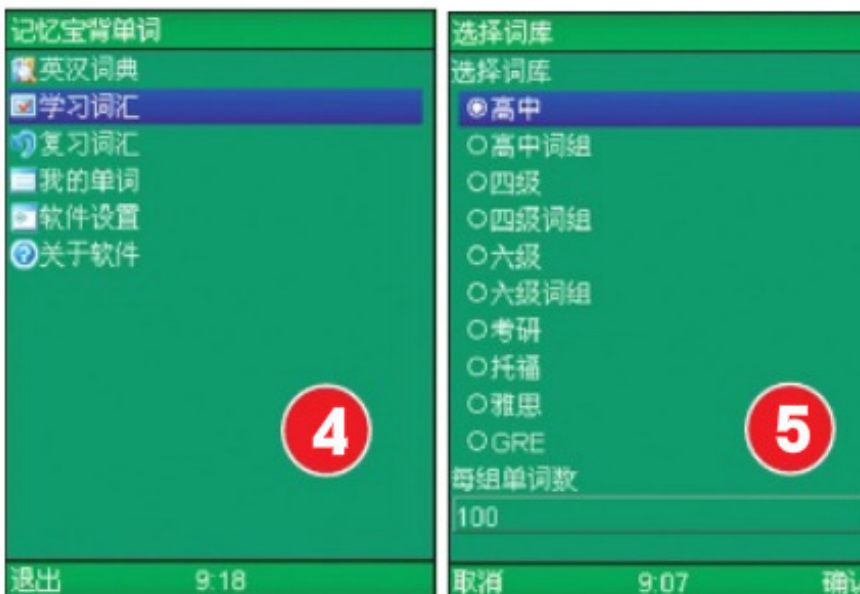 记忆宝背单词
英汉词典
学习词汇
复习词汇
我的单词
软件设置
关于软件
4
退出 9:18
选择词库
选择词库
高中
高中词组
四级
四级词组
六级
六级词组
考研
托福
雅思
GRE
5
每组单词数
100
取消 9:07 确认